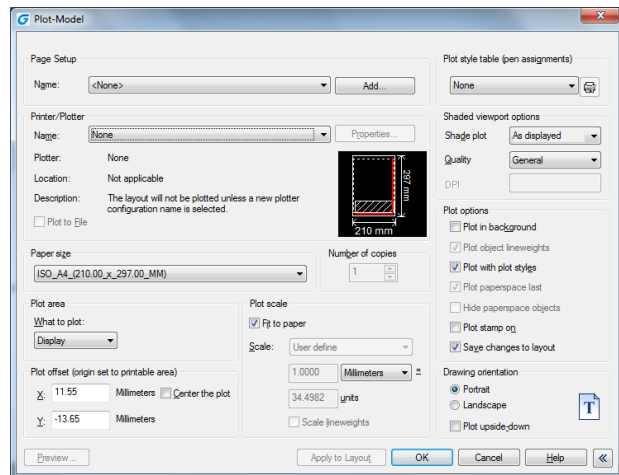 Plot-Model
Page Setup
Name: <None> Add...
Printer/Plotter
Name: None Properties...
Plotter: None
Location: Not applicable
Description: The layout will not be plotted unless a new plotter
configuration name is selected.
Plot to File
297 mm
210 mm
Paper size
ISO_A4_(210.00_x_297.00_MM)
Number of copies
1
Plot area
What to plot:
Display
Plot offset (origin set to printable area)
X: 11.55 Millimeters Center the plot
Y: -13.65 Millimeters
Plot scale
Fit to paper
Scale: User define
1.0000 Millimeters =
34.4982 units
Scale lineweights
Plot style table (pen assignments)
None
Shaded viewport options
Shade plot As displayed
Quality General
DPI
Plot options
Plot in background
Plot object lineweights
Plot with plot styles
Plot paperspace last
Hide paperspace objects
Plot stamp on
Save changes to layout
Drawing orientation
Portrait
Landscape
Plot upside-down
T
Preview... Apply to Layout OK Cancel Help «